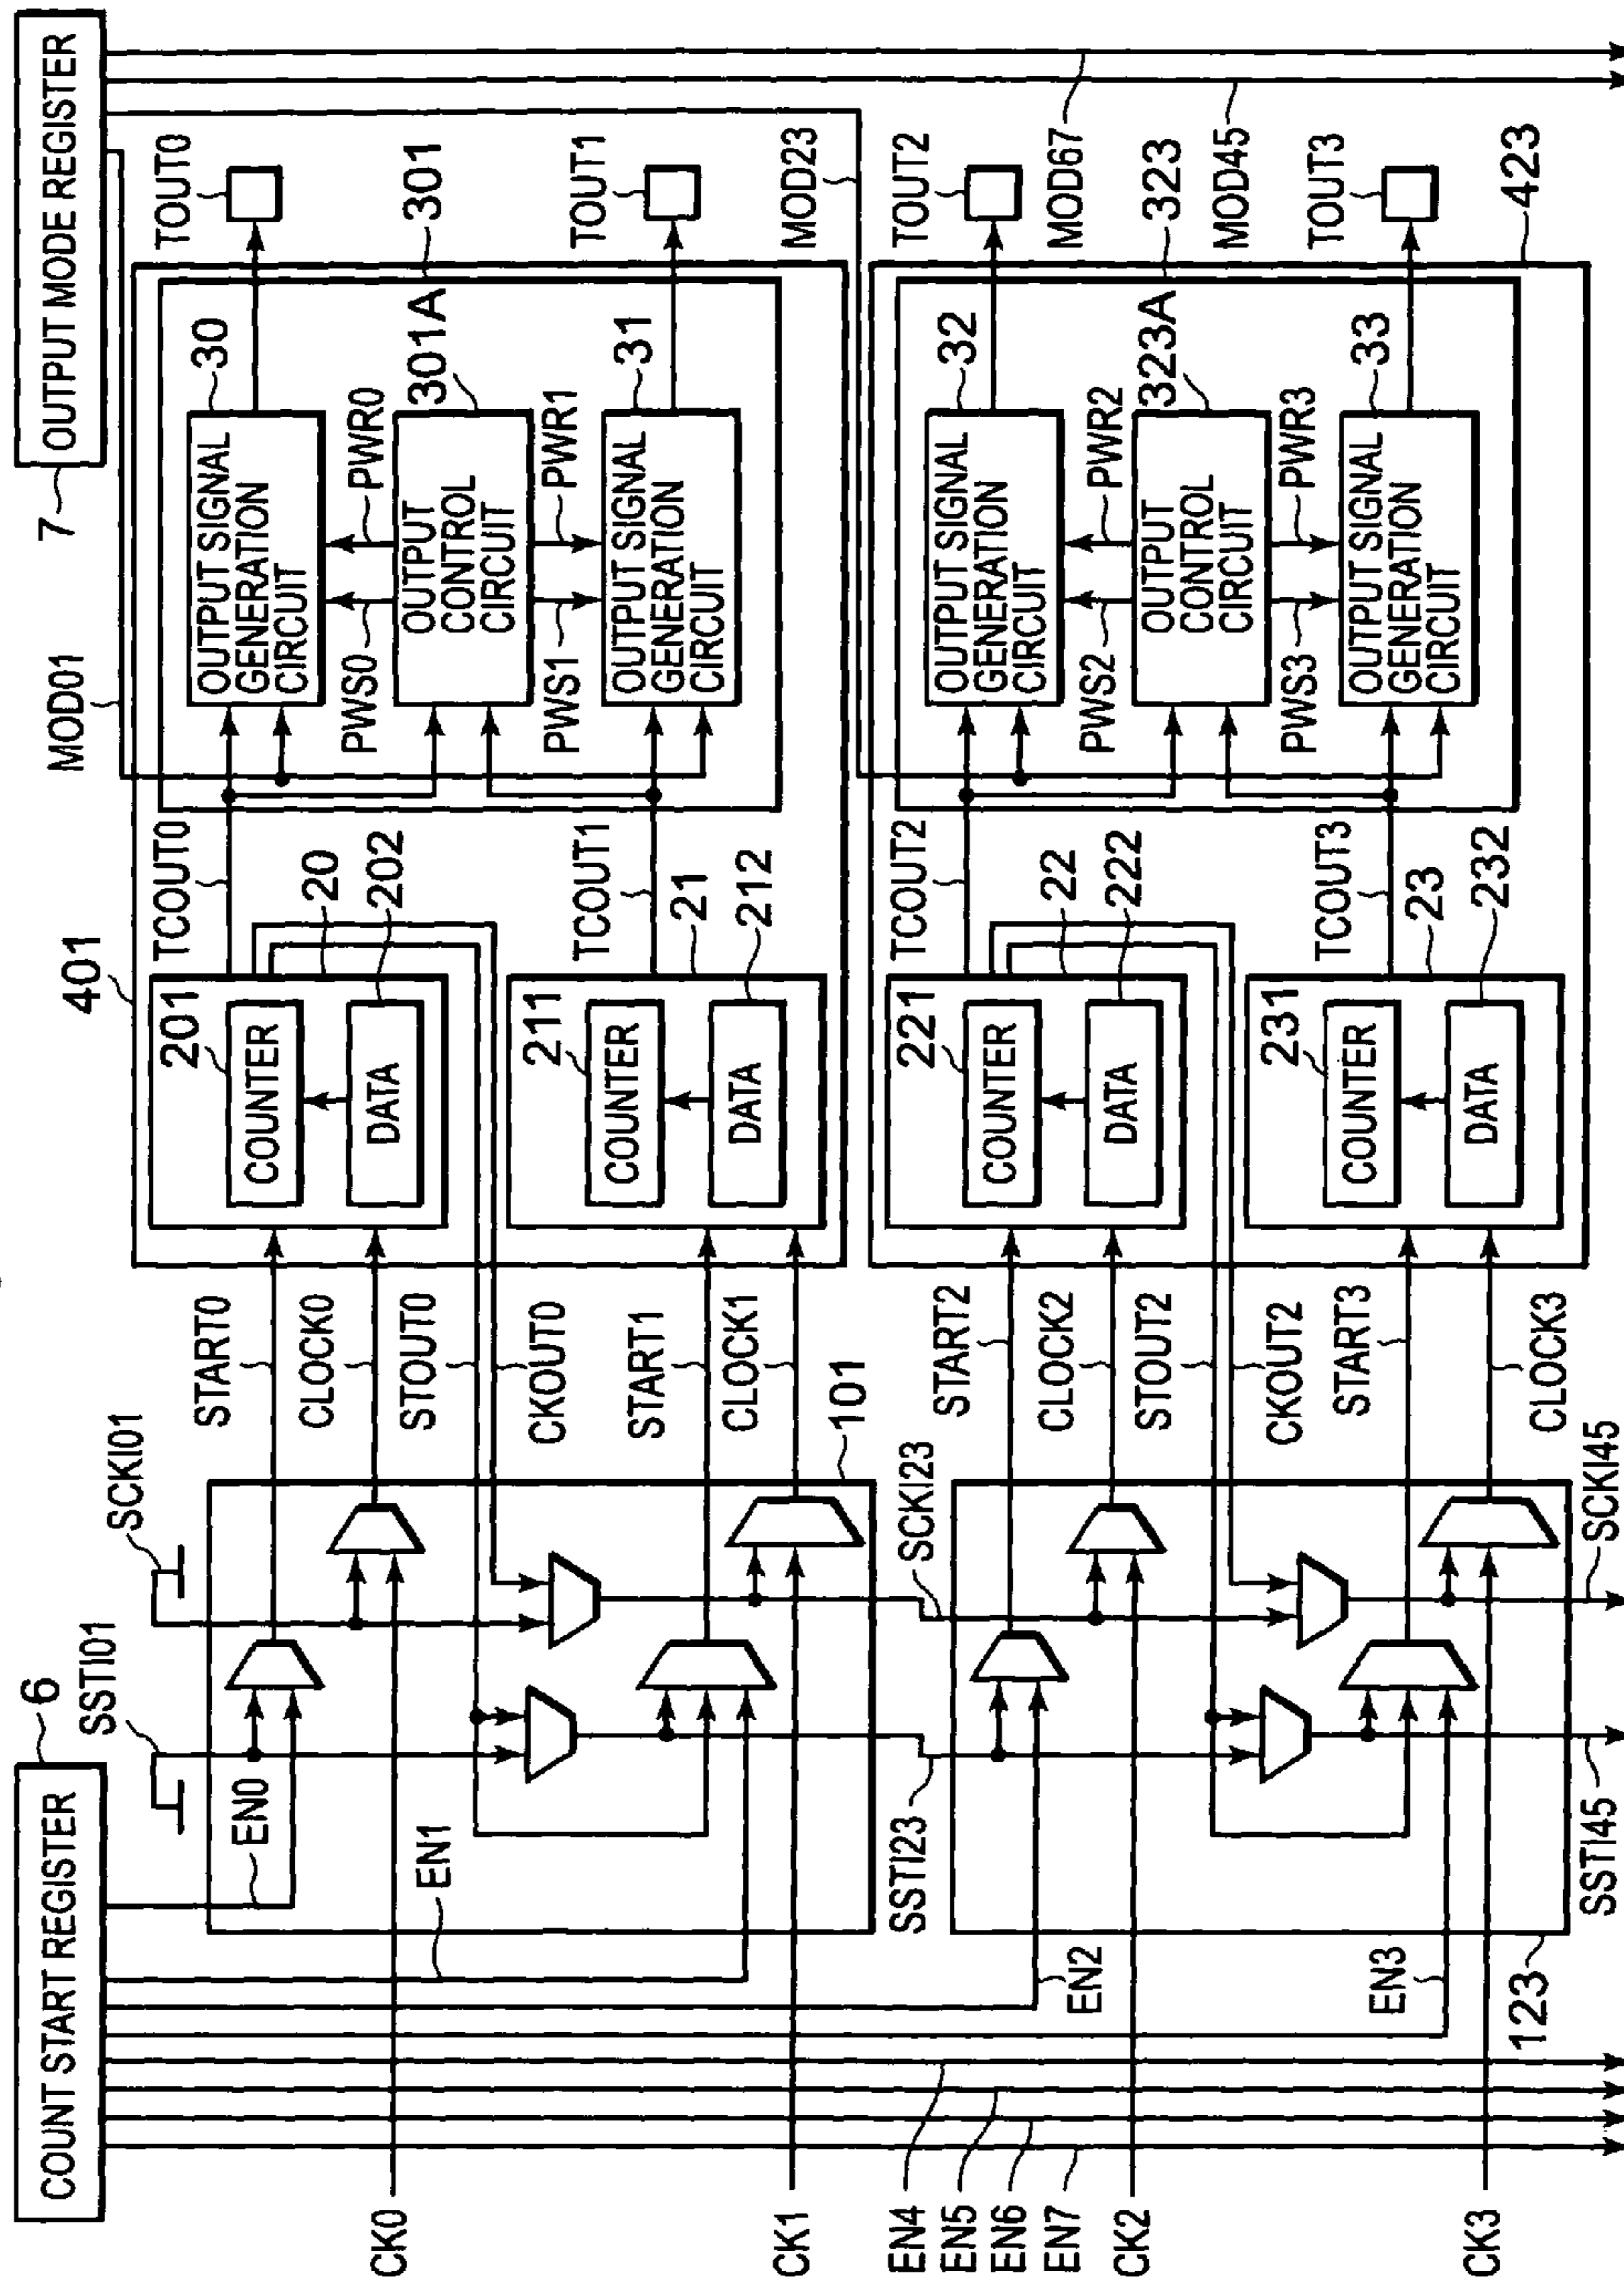 COUNT START REGISTER
6
OUTPUT MODE REGISTER
7
SSTI01
SCKI01
EN0
EN1
CK0
CK1
START0
CLOCK0
STOUT0
CKOUT0
START1
CLOCK1
101
401
201
COUNTER
DATA
20
202
TCOUT0
211
COUNTER
DATA
21
212
TCOUT1
MOD01
OUTPUT SIGNAL
GENERATION
CIRCUIT
30
PWS0
PWR0
OUTPUT
CONTROL
CIRCUIT
301A
PWS1
PWR1
OUTPUT SIGNAL
GENERATION
CIRCUIT
31
301
TOUT0
TOUT1
MOD23
SSTI23
SCKI23
EN2
EN3
EN4
EN5
EN6
EN7
CK2
CK3
123
START2
CLOCK2
STOUT2
CKOUT2
START3
CLOCK3
221
COUNTER
DATA
22
222
TCOUT2
231
COUNTER
DATA
23
232
TCOUT3
OUTPUT SIGNAL
GENERATION
CIRCUIT
32
PWS2
PWR2
OUTPUT
CONTROL
CIRCUIT
323A
PWS3
PWR3
OUTPUT SIGNAL
GENERATION
CIRCUIT
33
323
TOUT2
MOD67
MOD45
TOUT3
423
SSTI45
SCKI45